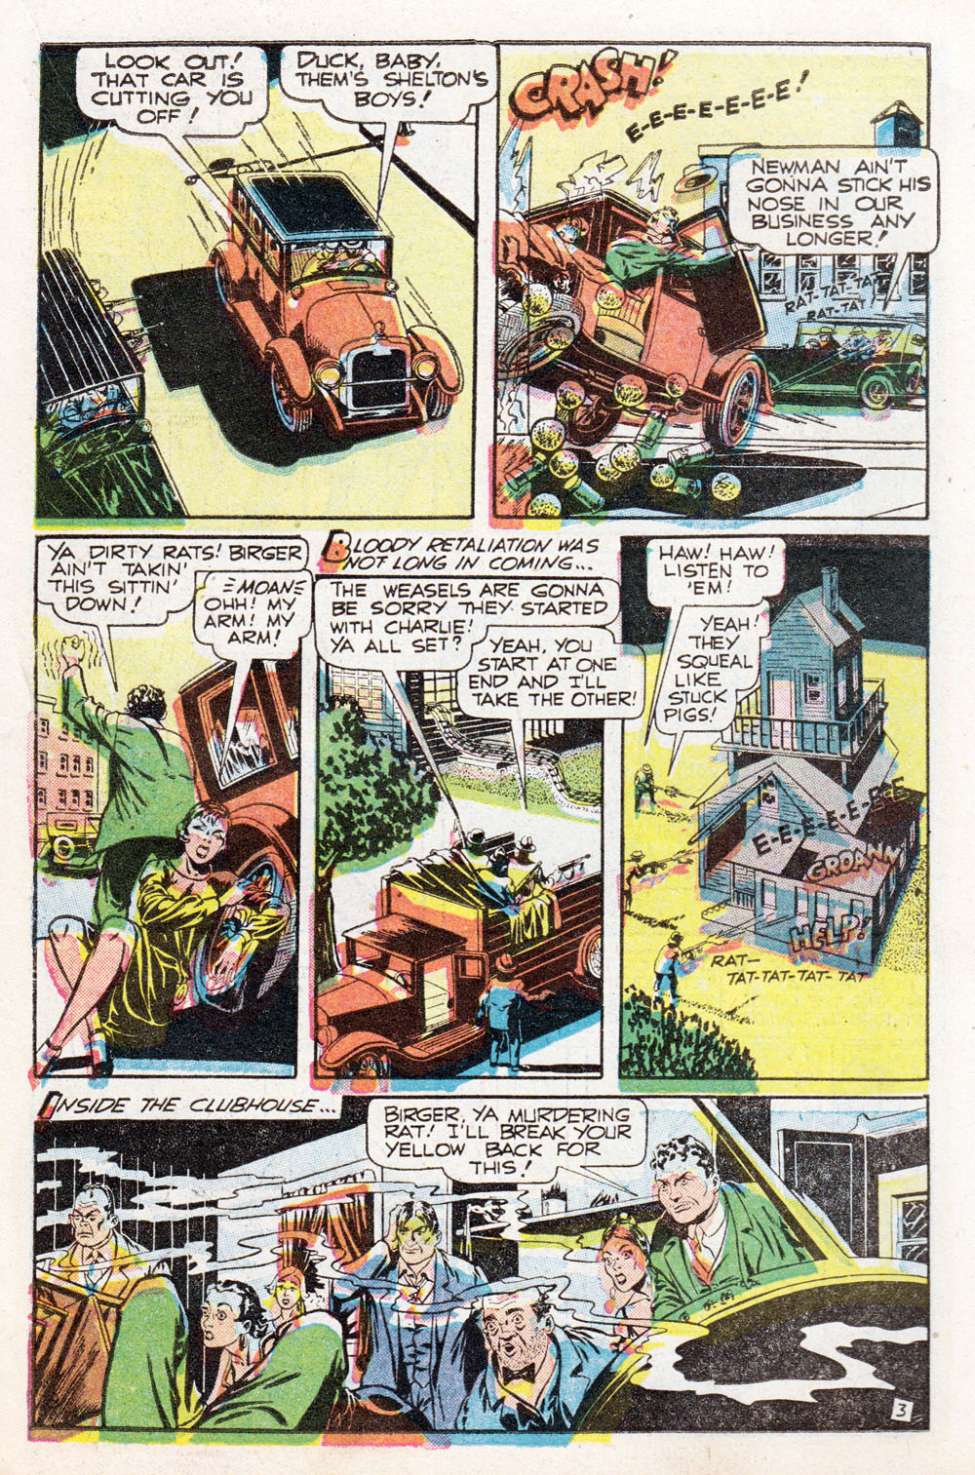 LOOK OUT!
THAT CAR IS
CUTTING YOU
OFF!
DUCK, BABY,
THEM'S SHELTON'S
BOYS!
CRASH!
E-E-E-E-E-E-E!
NEWMAN AIN'T
GONNA STICK HIS
NOSE IN OUR
BUSINESS ANY
LONGER!
RAT-TAT-TAT
RAT-TAT
YA DIRTY RATS! BIRGER
AIN'T TAKIN'
THIS SITTIN'
DOWN!
MOAN
OHH! MY
ARM! MY
ARM!
BLOODY RETALIATION WAS
NOT LONG IN COMING...
THE WEASELS ARE GONNA
BE SORRY THEY STARTED
WITH CHARLIE!
YA ALL SET?
YEAH, YOU
START AT ONE
END AND I'LL
TAKE THE OTHER!
HAW! HAW!
LISTEN TO
'EM!
YEAH!
THEY
SQUEAL
LIKE
STUCK
PIGS!
E-E-E-E-E-E-E
GROANN
HELP!
RAT-
TAT-TAT-TAT-TAT
INSIDE THE CLUBHOUSE...
BIRGER, YA MURDERING
RAT! I'LL BREAK YOUR
YELLOW BACK FOR
THIS!
3